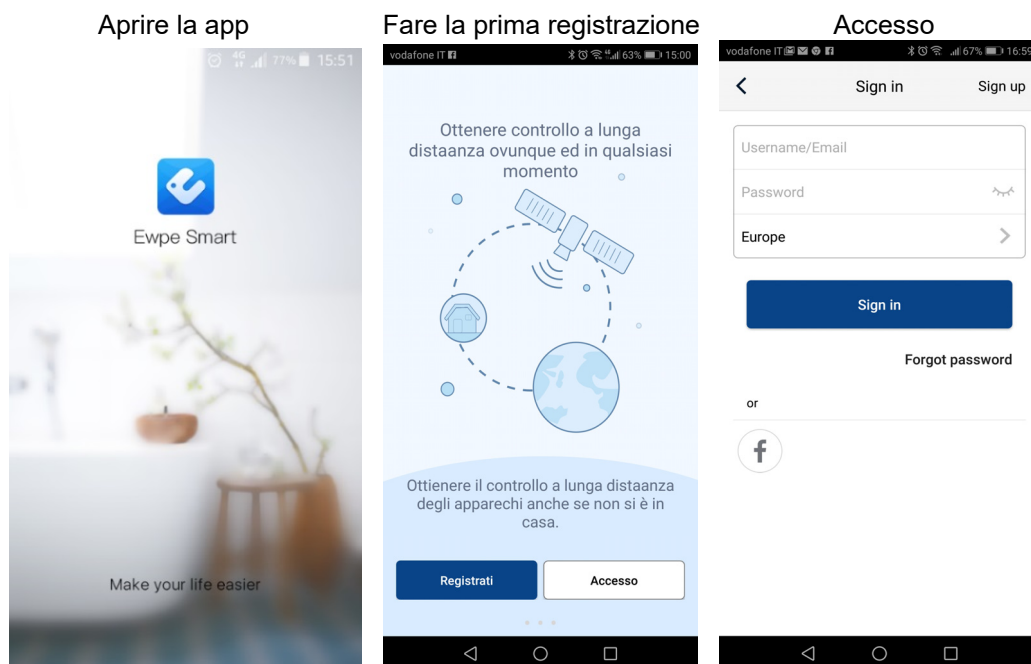 Aprire la app
Fare la prima registrazione
Accesso
4G 77% 15:51
Ewpe Smart
Make your life easier
vodafone IT 63% 15:00
Ottenere controllo a lunga
distaanza ovunque ed in qualsiasi
momento
Ottienere il controllo a lunga distaanza
degli apparechi anche se non si è in
casa.
Registrati
Accesso
vodafone IT 67% 16:59
Sign in
Sign up
Username/Email
Password
Europe
Sign in
Forgot password
or
f